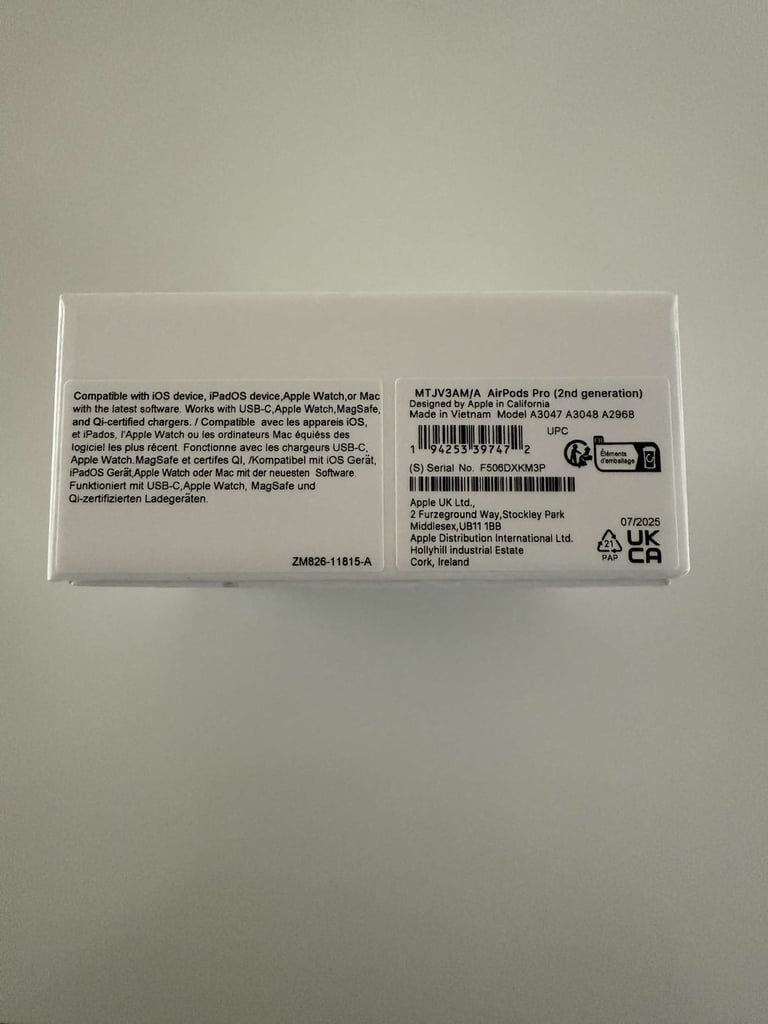 Compatible with iOS device, iPadOS device,Apple Watch,or Mac
with the latest software. Works with USB-C,Apple Watch,MagSafe,
and Qi-certified chargers. / Compatible avec les appareis iOS,
et iPados, l'Apple Watch ou les ordinateurs Mac équiéss des
logiciel les plus récent. Fonctionne avec les chargeurs USB-C,
Apple Watch.MagSafe et certifes QI, /Kompatibel mit iOS Gerät,
iPadOS Gerät,Apple Watch oder Mac mit der neuesten Software.
Funktioniert mit USB-C,Apple Watch, MagSafe und
Qi-zertifizierten Ladegeräten.
ZM826-11815-A
MTJV3AM/A AirPods Pro (2nd generation)
Designed by Apple in California
Made in Vietnam Model A3047 A3048 A2968
UPC
1 94253 39747 2
FR
Éléments
d'emballage
(S) Serial No. F506DXKM3P
Apple UK Ltd.,
2 Furzeground Way,Stockley Park
Middlesex,UB11 1BB
Apple Distribution International Ltd.
Hollyhill industrial Estate
Cork, Ireland
07/2025
21
PAP
UK
CA